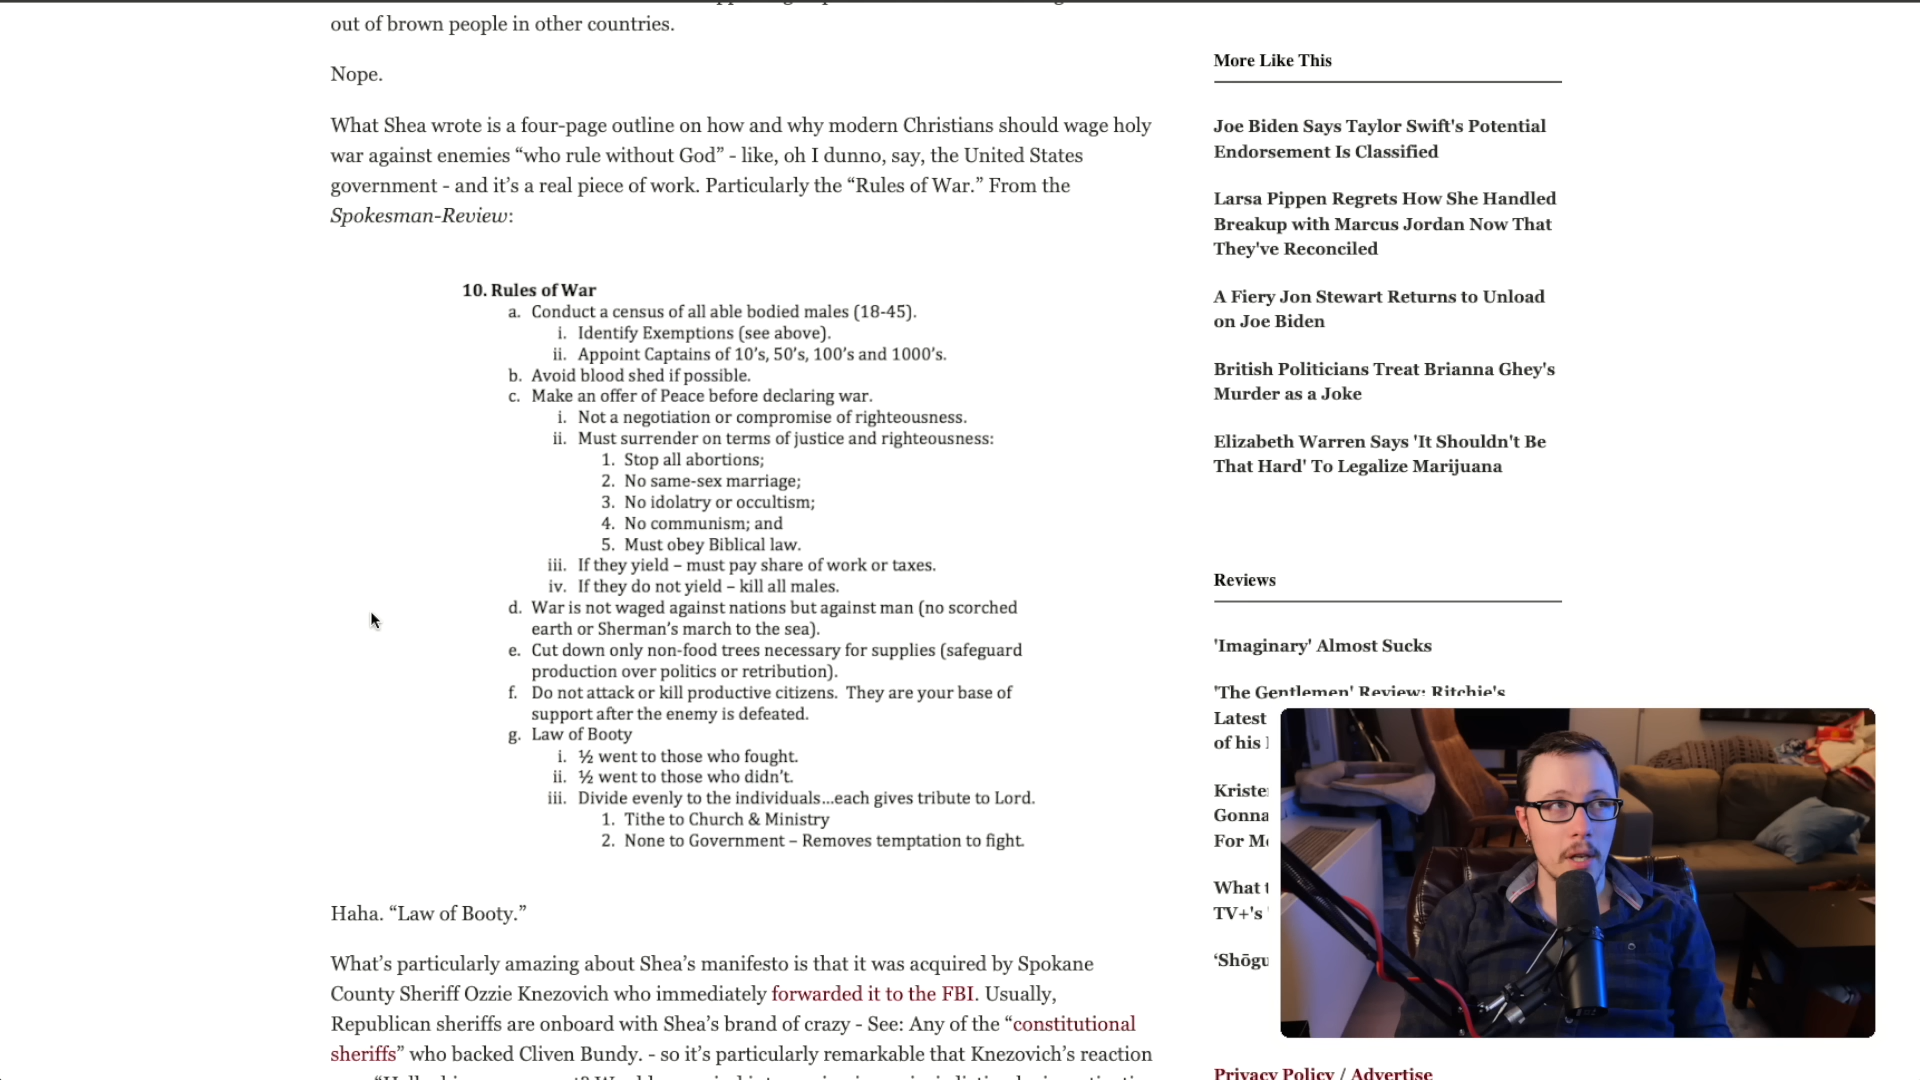 out of brown people in other countries.
Nope.
What Shea wrote is a four-page outline on how and why modern Christians should wage holy
war against enemies “who rule without God” - like, oh I dunno, say, the United States
government - and it’s a real piece of work. Particularly the “Rules of War.” From the
Spokesman-Review:
10. Rules of War
a. Conduct a census of all able bodied males (18-45).
i. Identify Exemptions (see above).
ii. Appoint Captains of 10’s, 50’s, 100’s and 1000’s.
b. Avoid blood shed if possible.
c. Make an offer of Peace before declaring war.
i. Not a negotiation or compromise of righteousness.
ii. Must surrender on terms of justice and righteousness:
1. Stop all abortions;
2. No same-sex marriage;
3. No idolatry or occultism;
4. No communism; and
5. Must obey Biblical law.
iii. If they yield – must pay share of work or taxes.
iv. If they do not yield – kill all males.
d. War is not waged against nations but against man (no scorched
earth or Sherman’s march to the sea).
e. Cut down only non-food trees necessary for supplies (safeguard
production over politics or retribution).
f. Do not attack or kill productive citizens. They are your base of
support after the enemy is defeated.
g. Law of Booty
i. ½ went to those who fought.
ii. ½ went to those who didn’t.
iii. Divide evenly to the individuals...each gives tribute to Lord.
1. Tithe to Church & Ministry
2. None to Government – Removes temptation to fight.
Haha. “Law of Booty.”
What’s particularly amazing about Shea’s manifesto is that it was acquired by Spokane
County Sheriff Ozzie Knezovich who immediately forwarded it to the FBI. Usually,
Republican sheriffs are onboard with Shea’s brand of crazy - See: Any of the “constitutional
sheriffs” who backed Cliven Bundy. - so it’s particularly remarkable that Knezovich’s reaction
More Like This
Joe Biden Says Taylor Swift's Potential
Endorsement Is Classified
Larsa Pippen Regrets How She Handled
Breakup with Marcus Jordan Now That
They've Reconciled
A Fiery Jon Stewart Returns to Unload
on Joe Biden
British Politicians Treat Brianna Ghey's
Murder as a Joke
Elizabeth Warren Says 'It Shouldn't Be
That Hard' To Legalize Marijuana
Reviews
'Imaginary' Almost Sucks
'The Gentlemen' Review: Ritchie's
Latest
of his
Gonna
For
What
TV+'s
Privacy Policy / Advertise